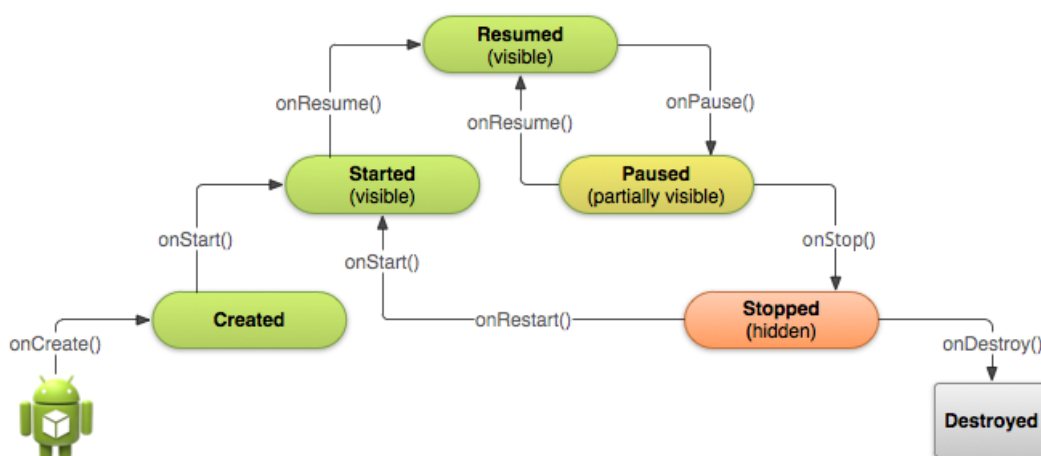 Resumed
(visible)
onResume()
onResume()
onPause()
Started
(visible)
Paused
(partially visible)
onStart()
onStart()
onStop()
Created
onRestart()
Stopped
(hidden)
onCreate()
onDestroy()
Destroyed